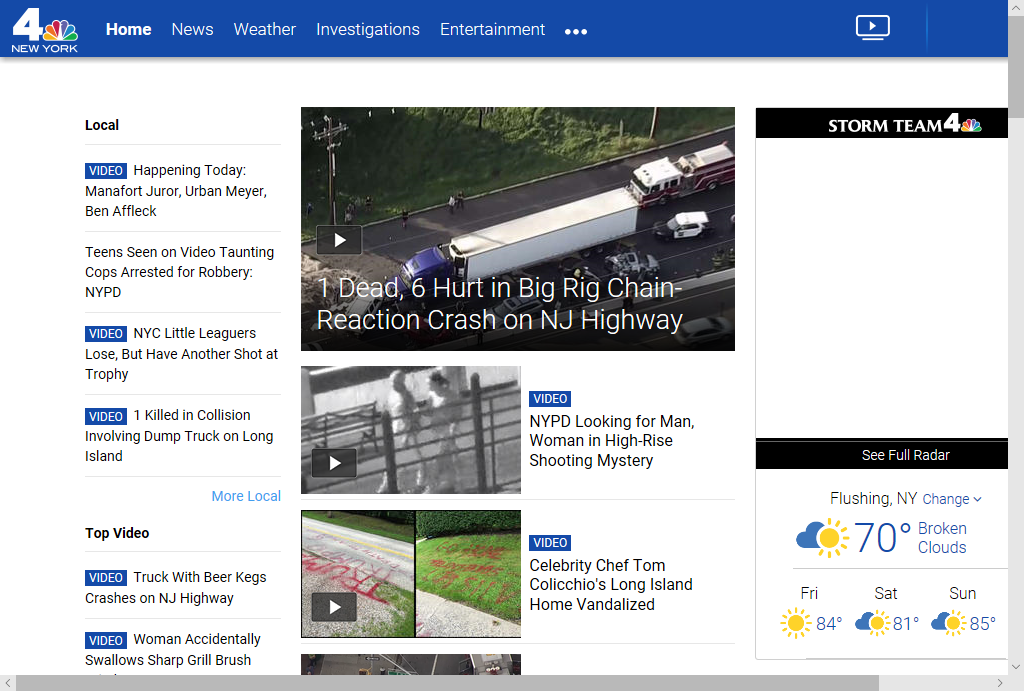 4
NEW YORK
Home News Weather Investigations Entertainment •••
Local
VIDEO Happening Today:
Manafort Juror, Urban Meyer,
Ben Affleck
Teens Seen on Video Taunting
Cops Arrested for Robbery:
NYPD
VIDEO NYC Little Leaguers
Lose, But Have Another Shot at
Trophy
VIDEO 1 Killed in Collision
Involving Dump Truck on Long
Island
More Local
Top Video
VIDEO Truck With Beer Kegs
Crashes on NJ Highway
VIDEO Woman Accidentally
Swallows Sharp Grill Brush
1 Dead, 6 Hurt in Big Rig Chain-
Reaction Crash on NJ Highway
VIDEO
NYPD Looking for Man,
Woman in High-Rise
Shooting Mystery
TRUMP
VIDEO
Celebrity Chef Tom
Colicchio's Long Island
Home Vandalized
STORM TEAM 4
See Full Radar
Flushing, NY Change
70° Broken
Clouds
Fri Sat Sun
84° 81° 85°